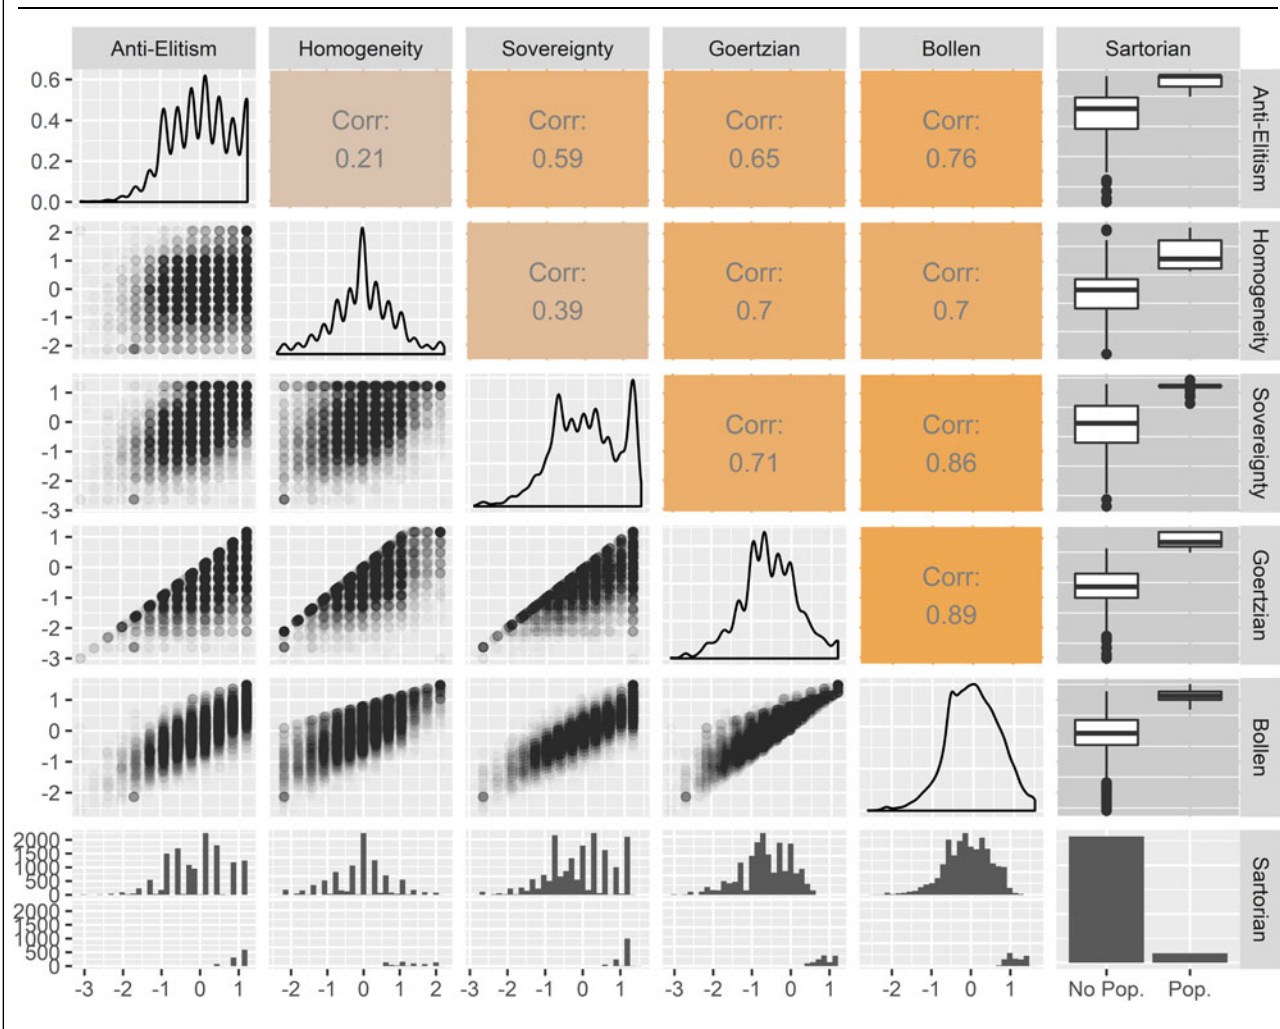 Anti-Elitism Homogeneity Sovereignty Goertzian Bollen Sartorian
0.6
0.4
0.2
0.0
Corr:
0.21
Corr:
0.59
Corr:
0.65
Corr:
0.76
Anti-Elitism
2
1
0
-1
-2
Corr:
0.39
Corr:
0.7
Corr:
0.7
Homogeneity
1
0
-1
-2
-3
Corr:
0.71
Corr:
0.86
Sovereignty
1
0
-1
-2
-3
Corr:
0.89
Goertzian
1
0
-1
-2
Bollen
2000
1500
1000
500
0
2000
1500
1000
500
0
Sartorian
-3 -2 -1 0 1 -2 -1 0 1 2 -3 -2 -1 0 1 -3 -2 -1 0 1 -2 -1 0 1 No Pop. Pop.